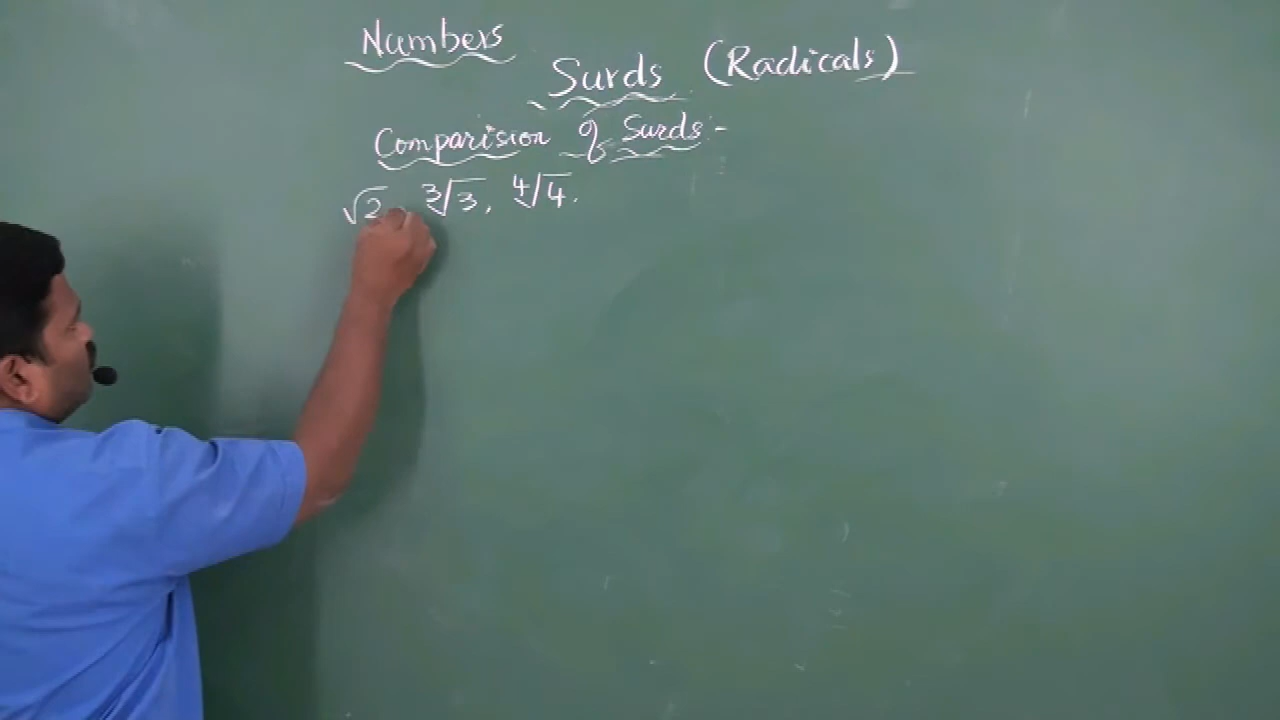 Numbers
Surds (Radicals)
Comparision of Surds:-
√2, ∛3, ∜4.